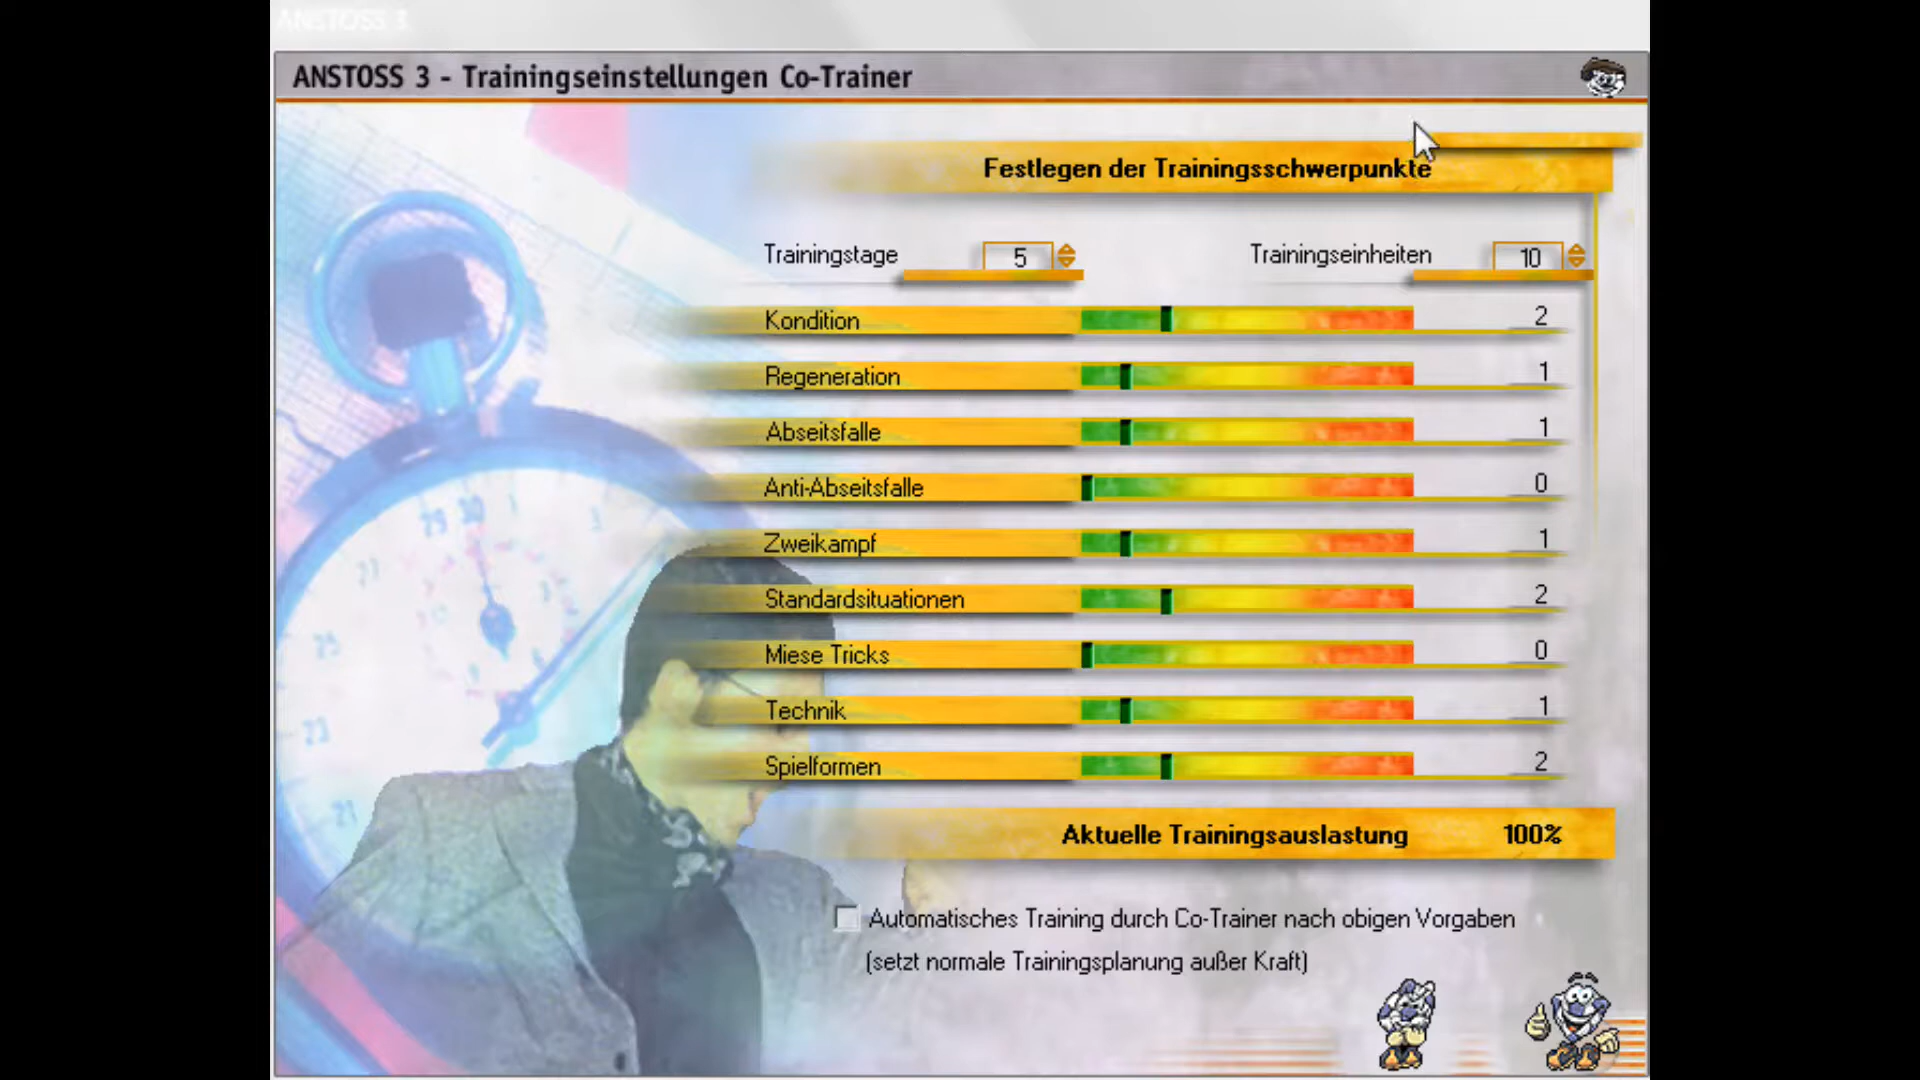 ANSTOSS 3
ANSTOSS 3 - Trainingseinstellungen Co-Trainer
Festlegen der Trainingsschwerpunkte
Trainingstage 5 Trainingseinheiten 10
Kondition 2
Regeneration 1
Abseitsfalle 1
Anti-Abseitsfalle 0
Zweikampf 1
Standardsituationen 2
Miese Tricks 0
Technik 1
Spielformen 2
Aktuelle Trainingsauslastung 100%
Automatisches Training durch Co-Trainer nach obigen Vorgaben
(setzt normale Trainingsplanung außer Kraft)